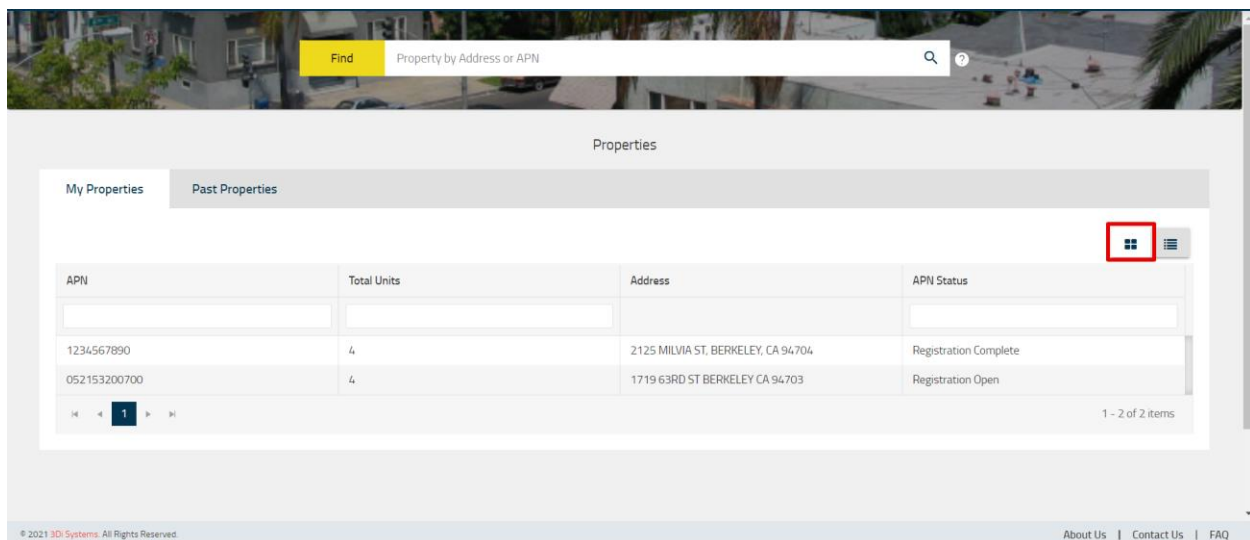 Find Property by Address or APN
Properties
My Properties Past Properties
APN Total Units Address APN Status
1234567890 4 2125 MILVIA ST, BERKELEY, CA 94704 Registration Complete
052153200700 4 1719 63RD ST BERKELEY CA 94703 Registration Open
1 1 - 2 of 2 items
© 2021 3Di Systems. All Rights Reserved. About Us | Contact Us | FAQ